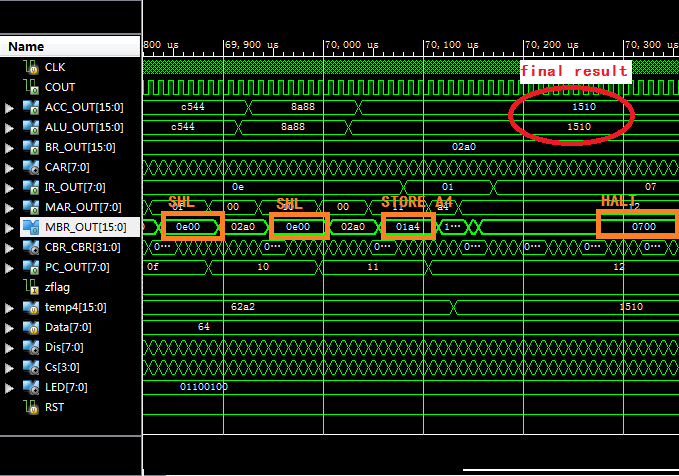 Name
800 us 69,900 us 70,000 us 70,100 us 70,200 us 70,300 us
final result
CLK
COUT
ACC_OUT[15:0] c544 8a88 1510
ALU_OUT[15:0] c544 8a88 1510
BR_OUT[15:0] 02a0
CAR[7:0]
IR_OUT[7:0] 0e 01 07
SHL SHL STORE A4 HALT
MAR_OUT[7:0] 00 00 11 12
MBR_OUT[15:0] 0e00 02a0 0e00 02a0 01a4 1... 0700
CBR_CBR[31:0] 0... 0... 0... 0... 0... 0...
PC_OUT[7:0] 0f 10 11 12
zflag
temp4[15:0] 62a2 1510
Data[7:0] 64
Dis[7:0]
Cs[3:0]
LED[7:0] 01100100
RST